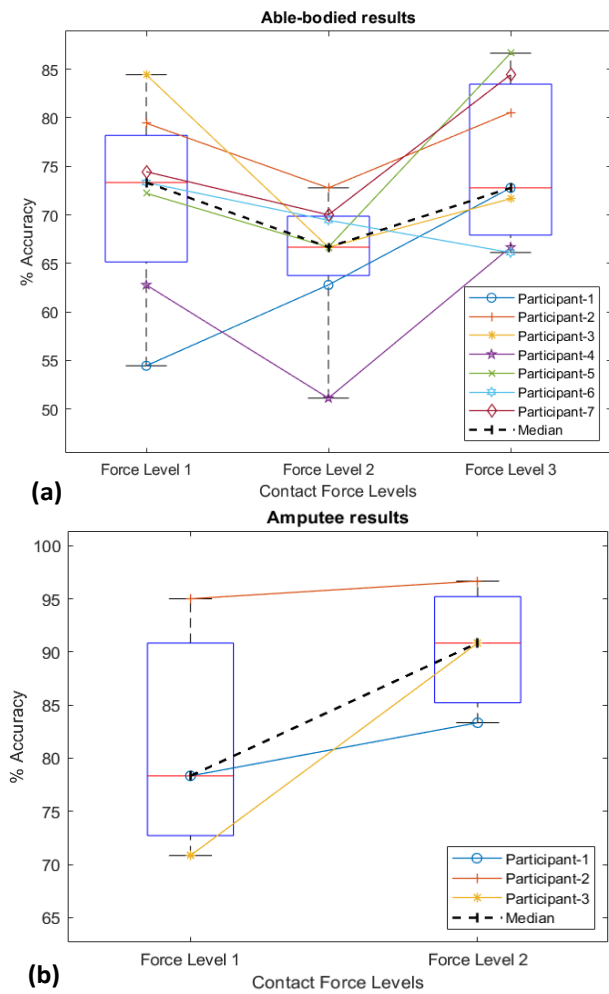 Able-bodied results
85
80
75
70
65
60
55
50
% Accuracy
Participant-1
Participant-2
Participant-3
Participant-4
Participant-5
Participant-6
Participant-7
Median
Force Level 1 Force Level 2 Force Level 3
Contact Force Levels
(a)
Amputee results
100
95
90
85
80
75
70
65
% Accuracy
Participant-1
Participant-2
Participant-3
Median
Force Level 1 Force Level 2
Contact Force Levels
(b)